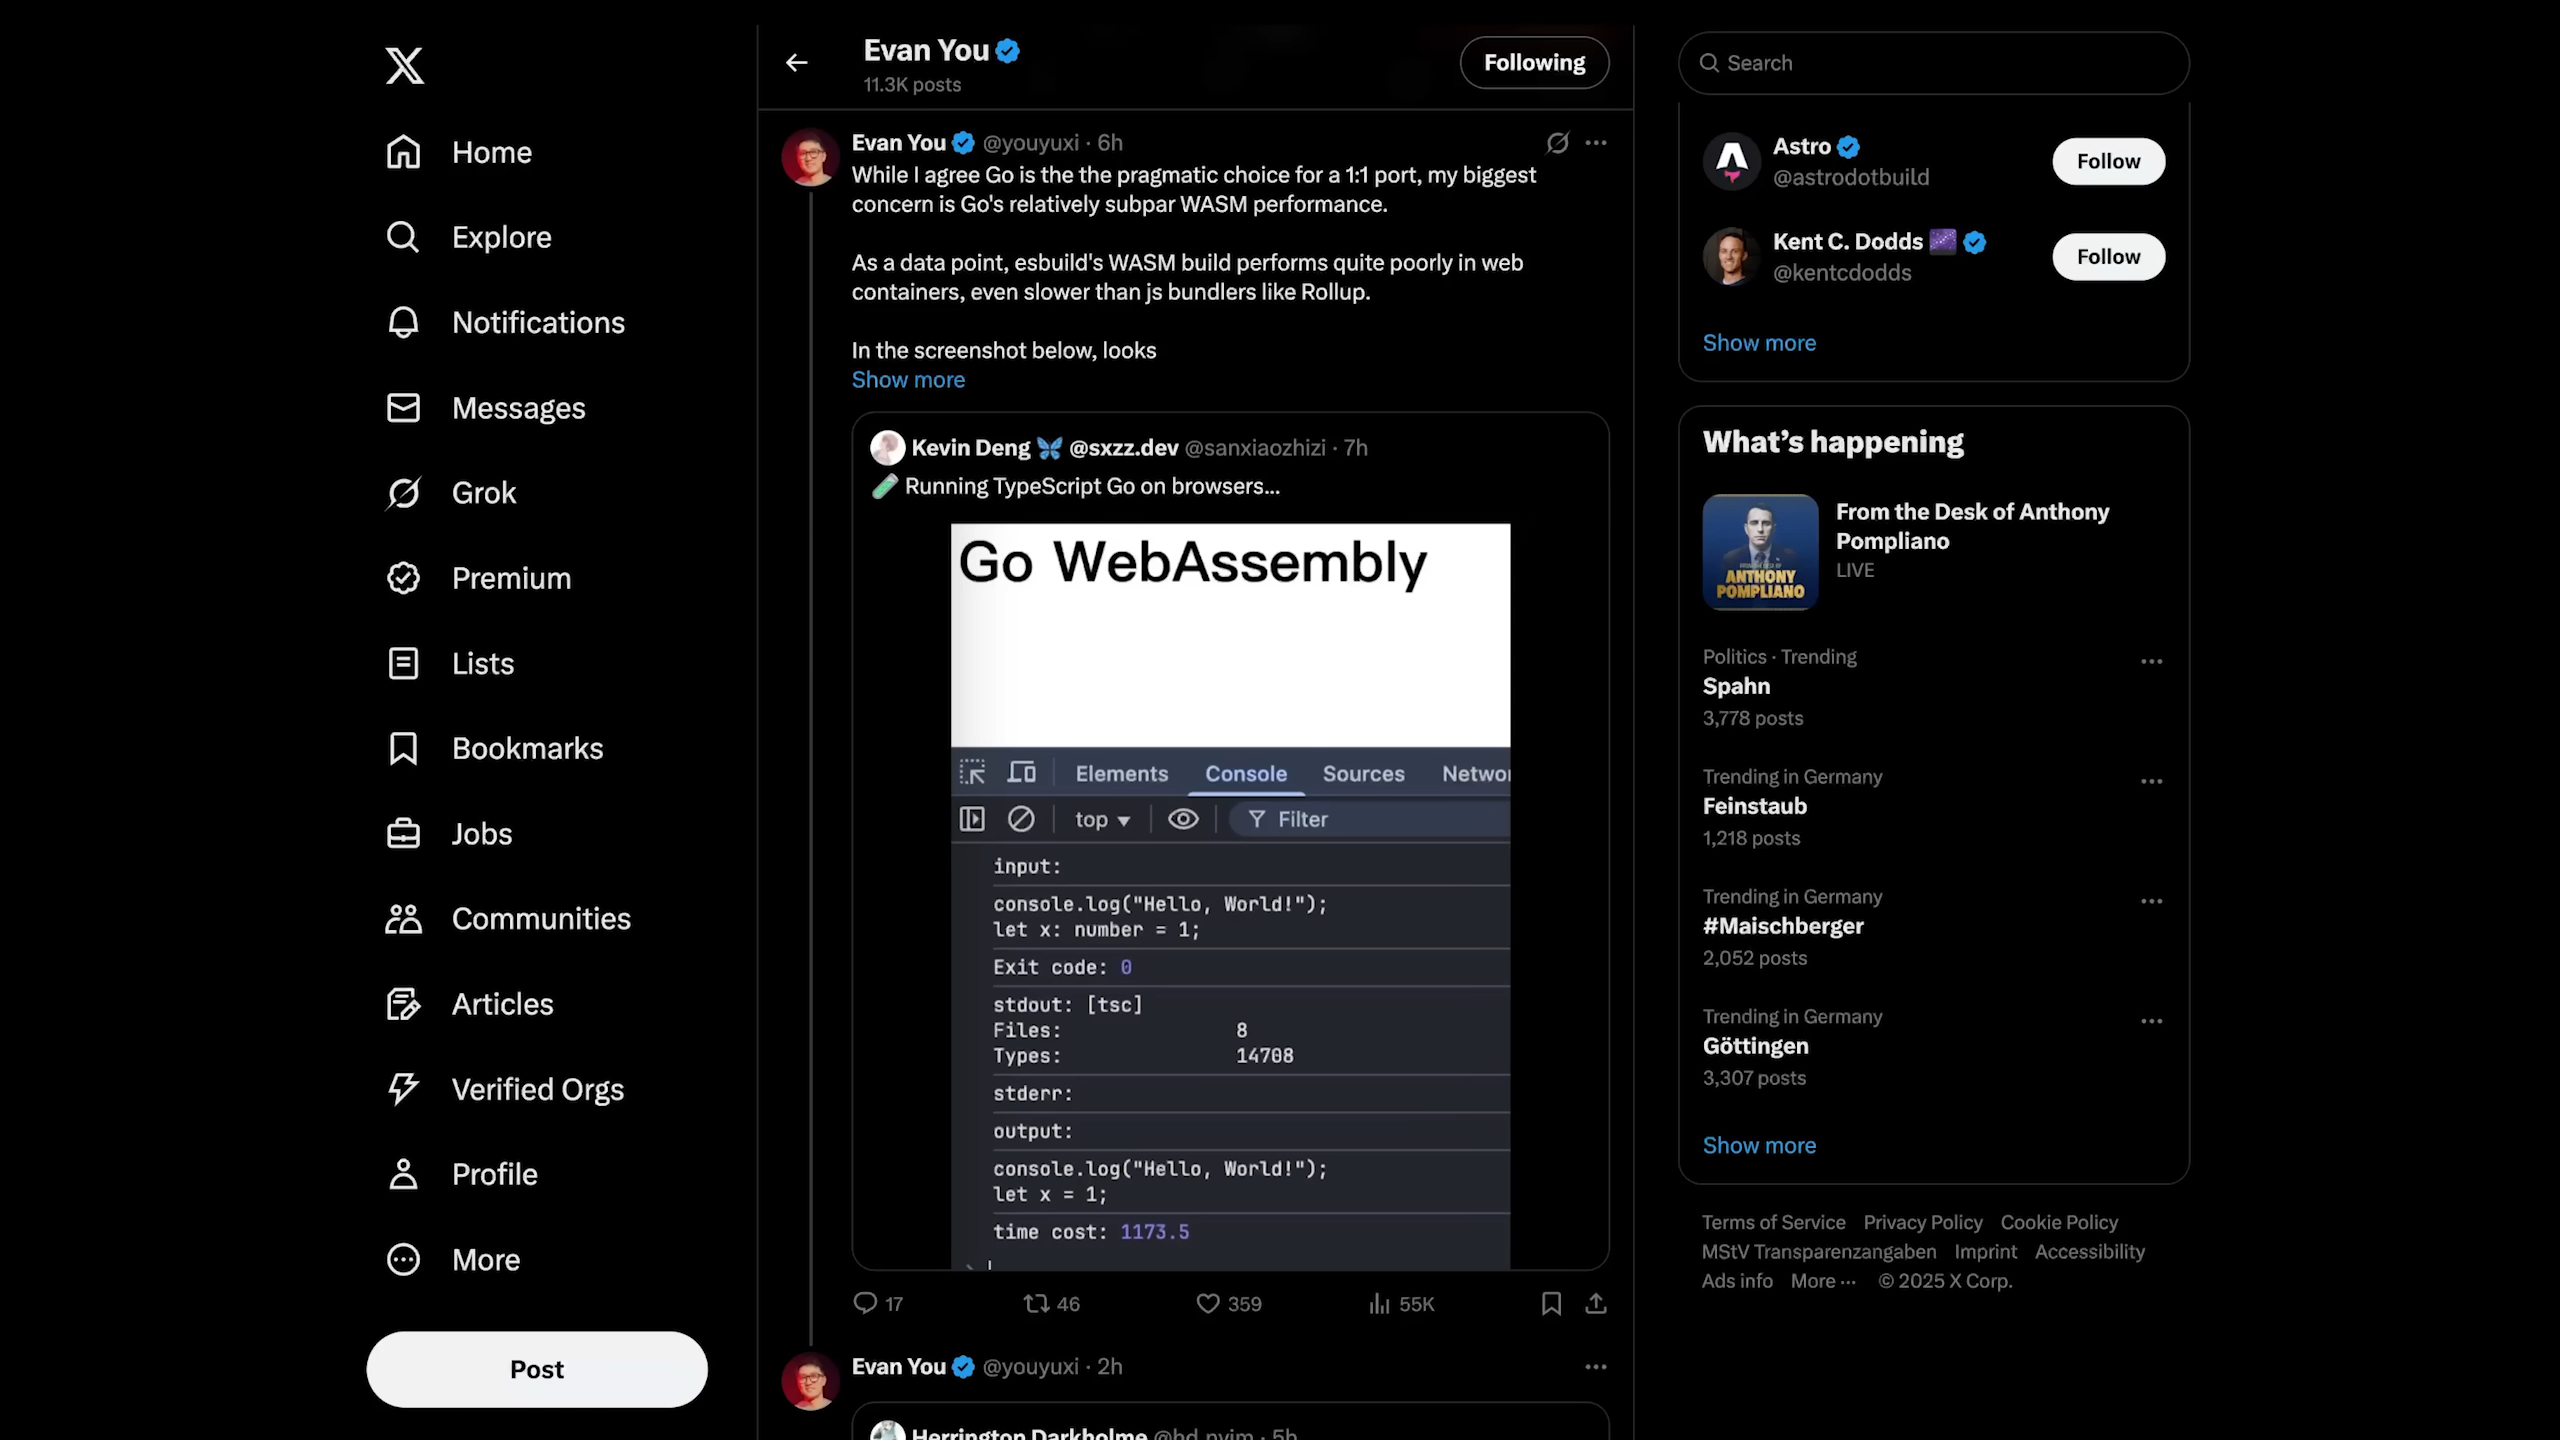 Home
Explore
Notifications
Messages
Grok
Premium
Lists
Bookmarks
Jobs
Communities
Articles
Verified Orgs
Profile
More
Post
Evan You
11.3K posts
Following
Evan You @youyuxi · 6h
While I agree Go is the the pragmatic choice for a 1:1 port, my biggest
concern is Go's relatively subpar WASM performance.
As a data point, esbuild's WASM build performs quite poorly in web
containers, even slower than js bundlers like Rollup.
In the screenshot below, looks
Show more
Kevin Deng 🦋 @sxzz.dev @sanxiaozhizi · 7h
🧪 Running TypeScript Go on browsers...
Go WebAssembly
Elements Console Sources Networ
top Filter
input:
console.log("Hello, World!");
let x: number = 1;
Exit code: 0
stdout: [tsc]
Files: 8
Types: 14708
stderr:
output:
console.log("Hello, World!");
let x = 1;
time cost: 1173.5
17 46 359 55K
Evan You @youyuxi · 2h
Herrington Darkholme @hd_nvim · 5h
Search
Astro
@astrodotbuild
Follow
Kent C. Dodds
@kentcdodds
Follow
Show more
What's happening
From the Desk of Anthony
Pompliano
LIVE
ANTHONY
POMPLIANO
Politics · Trending
Spahn
3,778 posts
Trending in Germany
Feinstaub
1,218 posts
Trending in Germany
#Maischberger
2,052 posts
Trending in Germany
Göttingen
3,307 posts
Show more
Terms of Service Privacy Policy Cookie Policy
MStV Transparenzangaben Imprint Accessibility
Ads info More ··· © 2025 X Corp.